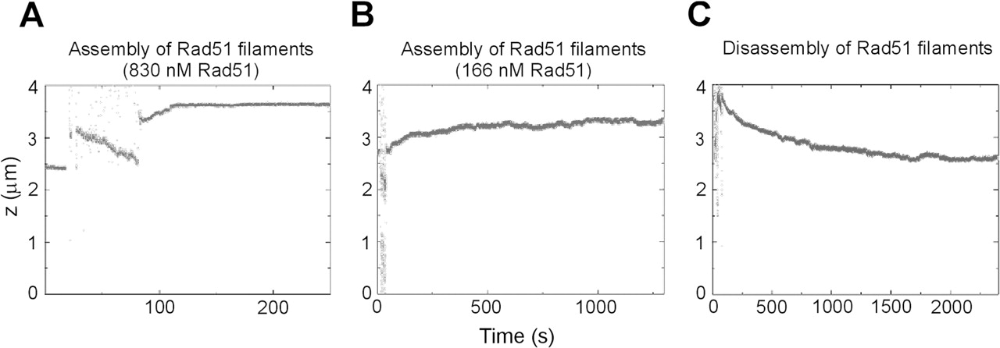 A
B
C
Assembly of Rad51 filaments
(830 nM Rad51)
Assembly of Rad51 filaments
(166 nM Rad51)
Disassembly of Rad51 filaments
z (μm)
4
3
2
1
0
100
200
4
3
2
1
0
0
500
1000
4
3
2
1
0
0
500
1000
1500
2000
Time (s)